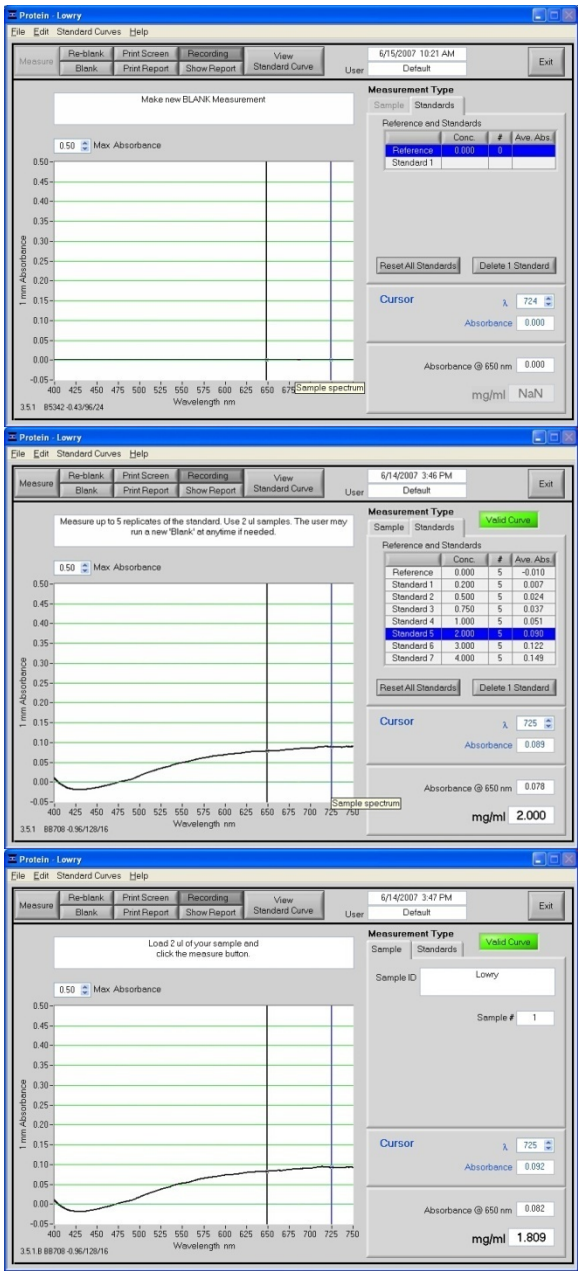 Protein - Lowry
File Edit Standard Curves Help
Measure Re-blank Print Screen Recording View Standard Curve 6/15/2007 10:21 AM Exit
Blank Print Report Show Report User Default
Make new BLANK Measurement
Measurement Type
Sample Standards
Reference and Standards
Conc. # Ave. Abs.
Reference 0.000 0
Standard 1
0.50 Max Absorbance
0.50
0.45
0.40
0.35
0.30
0.25
0.20
0.15
0.10
0.05
0.00
-0.05
1 mm Absorbance
400 425 450 475 500 525 550 575 600 625 650 675 700 725 750
Wavelength nm
Sample spectrum
3.5.1 B5342 -0.43/96/24
Reset All Standards Delete 1 Standard
Cursor λ 724
Absorbance 0.000
Absorbance @ 650 nm 0.000
mg/ml NaN
Protein - Lowry
File Edit Standard Curves Help
Measure Re-blank Print Screen Recording View Standard Curve 6/14/2007 3:46 PM Exit
Blank Print Report Show Report User Default
Measure up to 5 replicates of the standard. Use 2 ul samples. The user may
run a new 'Blank' at anytime if needed.
Measurement Type
Valid Curve
Sample Standards
Reference and Standards
Conc. # Ave. Abs.
Reference 0.000 5 -0.010
Standard 1 0.200 5 0.007
Standard 2 0.500 5 0.024
Standard 3 0.750 5 0.037
Standard 4 1.000 5 0.051
Standard 5 2.000 5 0.090
Standard 6 3.000 5 0.122
Standard 7 4.000 5 0.149
0.50 Max Absorbance
0.50
0.45
0.40
0.35
0.30
0.25
0.20
0.15
0.10
0.05
0.00
-0.05
1 mm Absorbance
400 425 450 475 500 525 550 575 600 625 650 675 700 725 750
Wavelength nm
Sample spectrum
3.5.1 BB708 -0.96/128/16
Reset All Standards Delete 1 Standard
Cursor λ 725
Absorbance 0.089
Absorbance @ 650 nm 0.078
mg/ml 2.000
Protein - Lowry
File Edit Standard Curves Help
Measure Re-blank Print Screen Recording View Standard Curve 6/14/2007 3:47 PM Exit
Blank Print Report Show Report User Default
Load 2 ul of your sample and
click the measure button.
Measurement Type
Valid Curve
Sample Standards
Sample ID Lowry
Sample # 1
0.50 Max Absorbance
0.50
0.45
0.40
0.35
0.30
0.25
0.20
0.15
0.10
0.05
0.00
-0.05
1 mm Absorbance
400 425 450 475 500 525 550 575 600 625 650 675 700 725 750
Wavelength nm
3.5.1.B BB708 -0.96/128/16
Cursor λ 725
Absorbance 0.092
Absorbance @ 650 nm 0.082
mg/ml 1.809